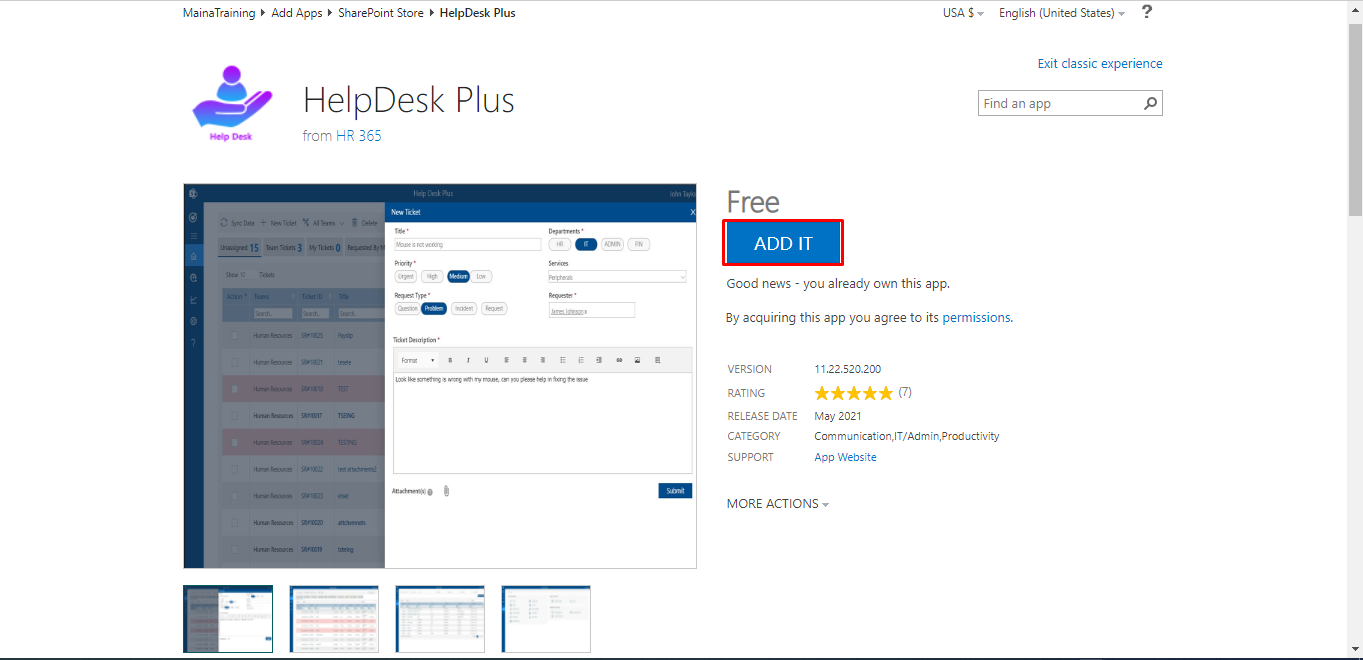 MainaTraining ▸ Add Apps ▸ SharePoint Store ▸ HelpDesk Plus
USA $ English (United States) ?
Exit classic experience
Help Desk
HelpDesk Plus
from HR 365
Find an app
Help Desk Plus
John Taylo
Sync Data + New Ticket All Teams Delete
Unassigned 15 Team Tickets 3 My Tickets 0 Requested By M
Show 10 Tickets
Action Teams Ticket ID Title
Search... Search... Search...
Human Resources SR#10025 Payslip
Human Resources SR#10021
Human Resources SR#10018 TEST
Human Resources SR#10017 TSEING
Human Resources SR#10024 TESTING
Human Resources SR#10022 test attachments2
Human Resources SR#10023
Human Resources SR#10020 attchemnets
Human Resources SR#10019
New Ticket X
Title *
Mouse is not working
Departments *
HR IT ADMIN FIN
Priority *
Urgent High Medium Low
Services
Peripherals
Request Type *
Question Problem Incident Request
Requester *
James Johnson x
Ticket Description *
Format B I U
Look like something is wrong with my mouse, can you please help in fixing the issue
Attachment(s)
Submit
Free
ADD IT
Good news - you already own this app.
By acquiring this app you agree to its permissions.
VERSION 11.22.520.200
RATING (7)
RELEASE DATE May 2021
CATEGORY Communication,IT/Admin,Productivity
SUPPORT App Website
MORE ACTIONS